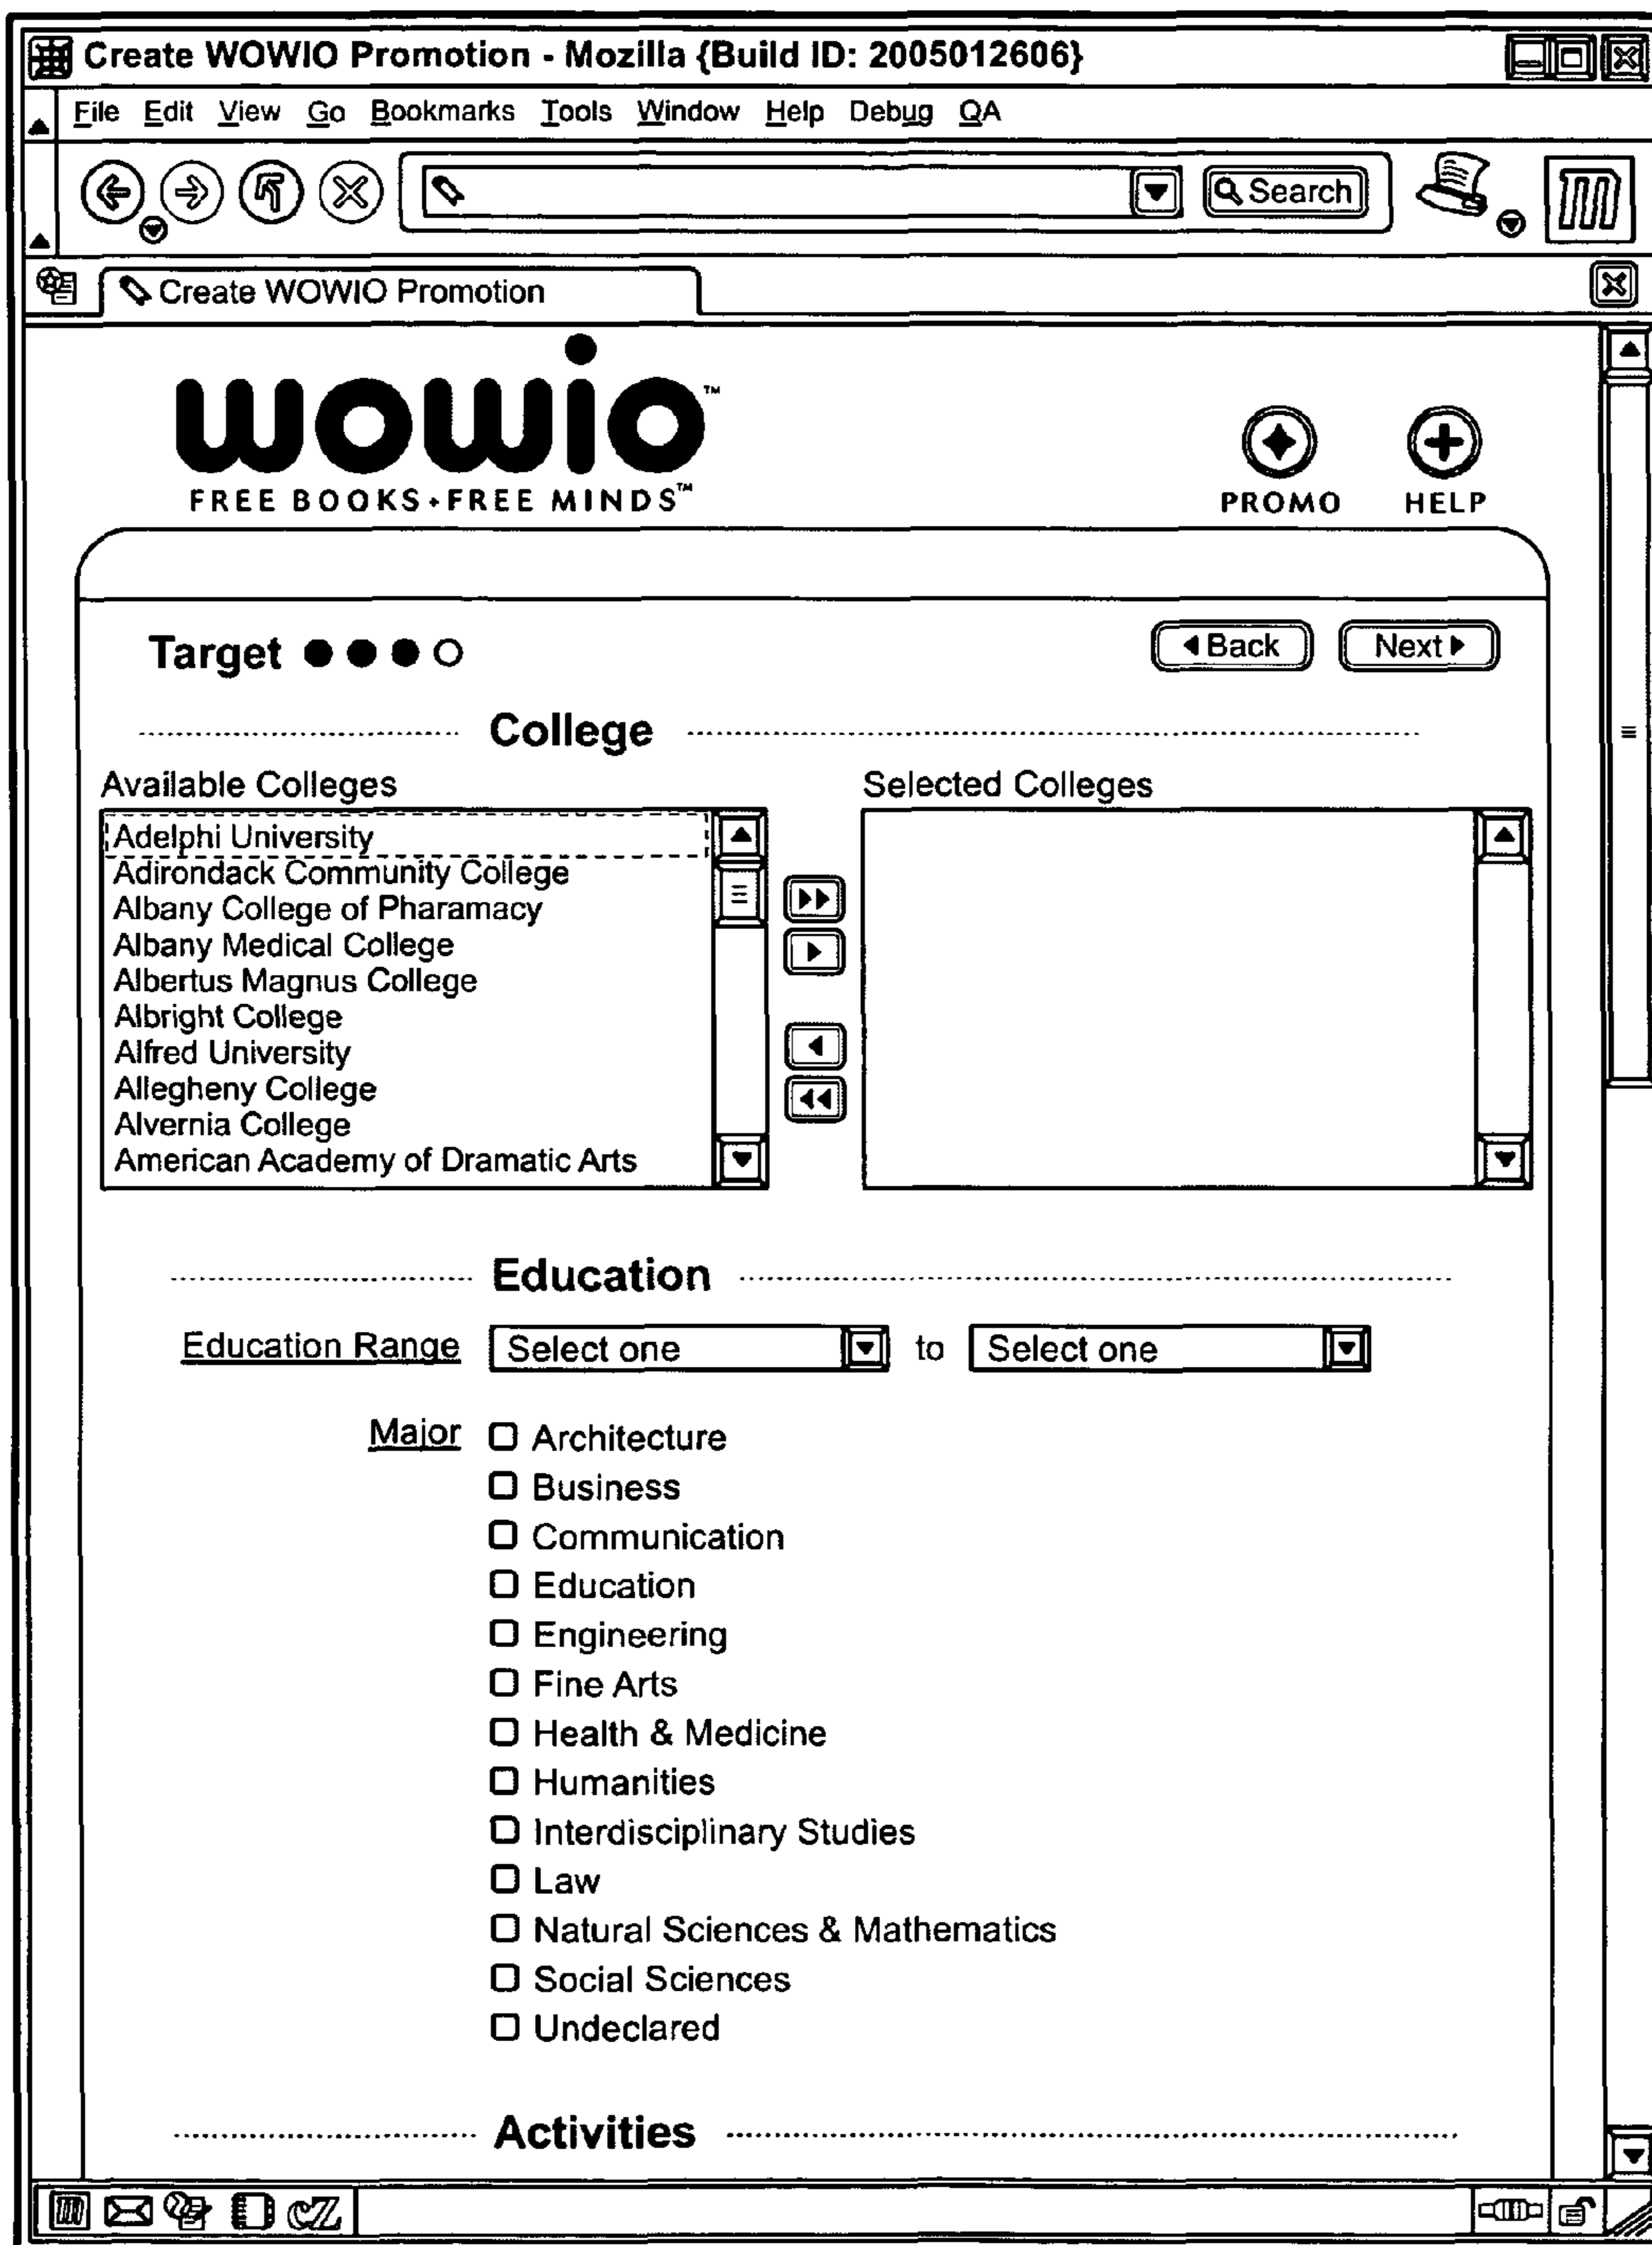 Create WOWIO Promotion - Mozilla {Build ID: 2005012606}
File Edit View Go Bookmarks Tools Window Help Debug QA
Search
Create WOWIO Promotion
wowio™
FREE BOOKS•FREE MINDS™
PROMO HELP
Target Back Next
College
Available Colleges Selected Colleges
Adelphi University
Adirondack Community College
Albany College of Pharamacy
Albany Medical College
Albertus Magnus College
Albright College
Alfred University
Allegheny College
Alvernia College
American Academy of Dramatic Arts
Education
Education Range Select one to Select one
Major Architecture
Business
Communication
Education
Engineering
Fine Arts
Health & Medicine
Humanities
Interdisciplinary Studies
Law
Natural Sciences & Mathematics
Social Sciences
Undeclared
Activities
cZ